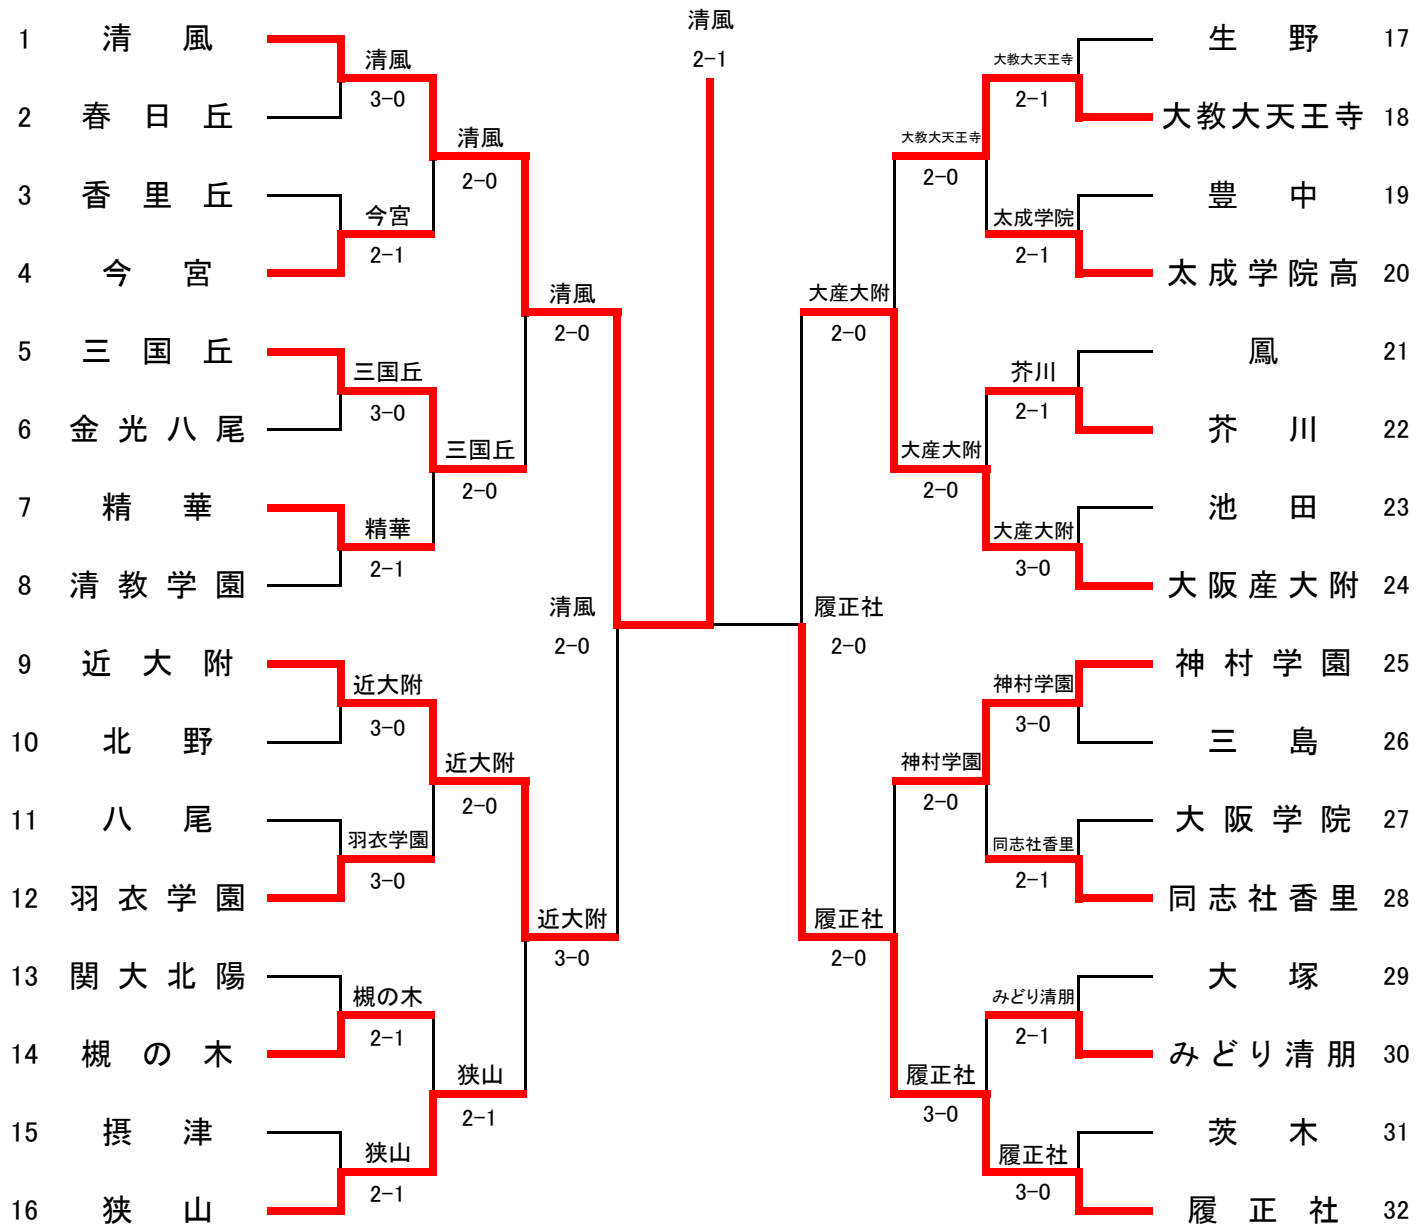 清風
2-1
1 清風
2 春日丘
3 香里丘
4 今宮
5 三国丘
6 金光八尾
7 精華
8 清教学園
9 近大附
10 北野
11 八尾
12 羽衣学園
13 関大北陽
14 槻の木
15 摂津
16 狭山
清風
3-0
今宮
2-1
三国丘
3-0
精華
2-1
近大附
3-0
羽衣学園
3-0
槻の木
2-1
狭山
2-1
清風
2-0
三国丘
2-0
近大附
2-0
狭山
2-1
清風
2-0
近大附
3-0
清風
2-0
履正社
2-0
大産大附
2-0
履正社
2-0
大教大天王寺
2-0
大産大附
2-0
神村学園
2-0
履正社
3-0
大教大天王寺
2-1
太成学院
2-1
芥川
2-1
大産大附
3-0
神村学園
3-0
同志社香里
2-1
みどり清朋
2-1
履正社
3-0
生野 17
大教大天王寺 18
豊中 19
太成学院高 20
鳳 21
芥川 22
池田 23
大阪産大附 24
神村学園 25
三島 26
大阪学院 27
同志社香里 28
大塚 29
みどり清朋 30
茨木 31
履正社 32